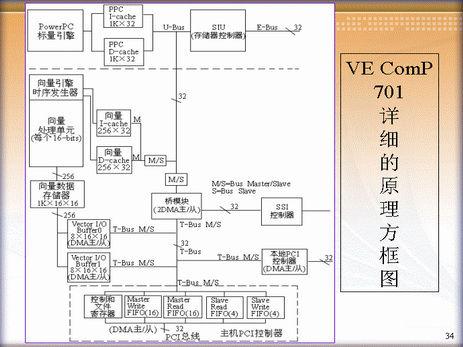 PowerPC
标量引擎
PPC
I-cache
1K×32
PPC
D-cache
1K×32
U-Bus
SIU
(存储器控制器)
E-Bus
32
32
向量引擎
时序发生器
向量
处理单元
(每个16-bits)
向量
I-cache
256×32
M
向量
D-cache
256×32
M
M/S
M/S
256
向量数据
存储器
1K×16×16
256
桥模块
(2DMA主/从)
M/S=Bus Master/Slave
S=Bus Slave
32
SSI
控制器
Vector I/O
Buffer0
8×16×16
(DMA主/从)
T-Bus M/S
T-Bus M/S
32
T-Bus
Vector I/O
Buffer1
8×16×16
(DMA主/从)
T-Bus M/S
T-Bus M/S
本地PCI
控制器
(DMA主/从)
32
T-Bus M/S
控制和
文件
寄存器
Master
Write
FIFO(16)
Master
Read
FIFO(16)
Slave
Read
FIFO(4)
Slave
Write
FIFO(4)
(DMA主/从)
32
PCI总线
主机PCI控制器
VE ComP
701
详
细
的
原
理
方
框
图
34